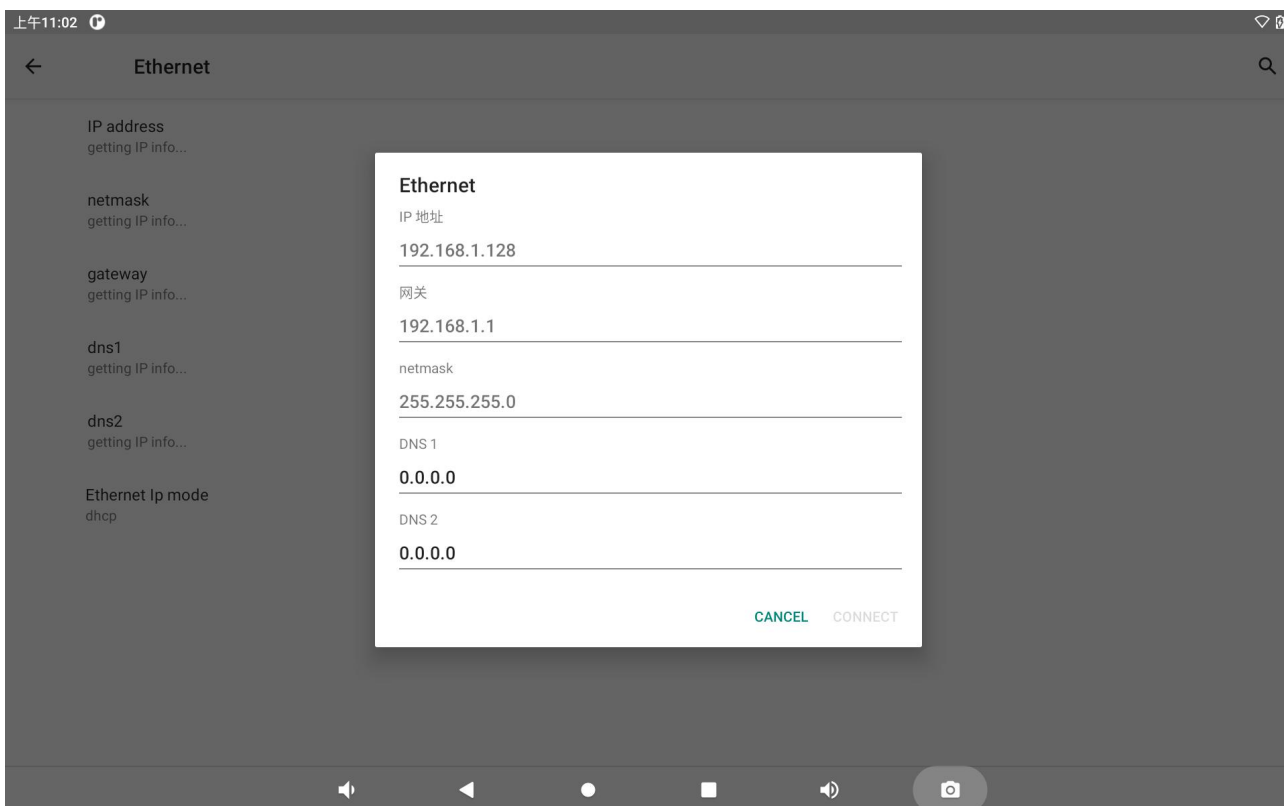 上午11:02
Ethernet
IP address
getting IP info...
netmask
getting IP info...
gateway
getting IP info...
dns1
getting IP info...
dns2
getting IP info...
Ethernet Ip mode
dhcp
Ethernet
IP 地址
192.168.1.128
网关
192.168.1.1
netmask
255.255.255.0
DNS 1
0.0.0.0
DNS 2
0.0.0.0
CANCEL CONNECT